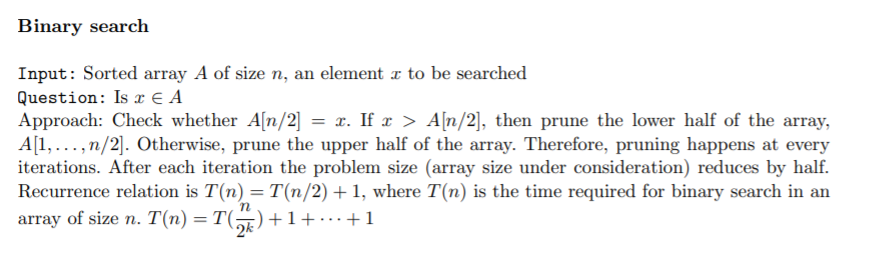 Binary search
Input: Sorted array A of size n, an element x to be searched
Question: Is x ∈ A
Approach: Check whether A[n/2] = x. If x > A[n/2], then prune the lower half of the array,
A[1, . . . , n/2]. Otherwise, prune the upper half of the array. Therefore, pruning happens at every
iterations. After each iteration the problem size (array size under consideration) reduces by half.
Recurrence relation is T(n) = T(n/2) + 1, where T(n) is the time required for binary search in an
array of size n. T(n) = T(n/2^k) + 1 + · · · + 1